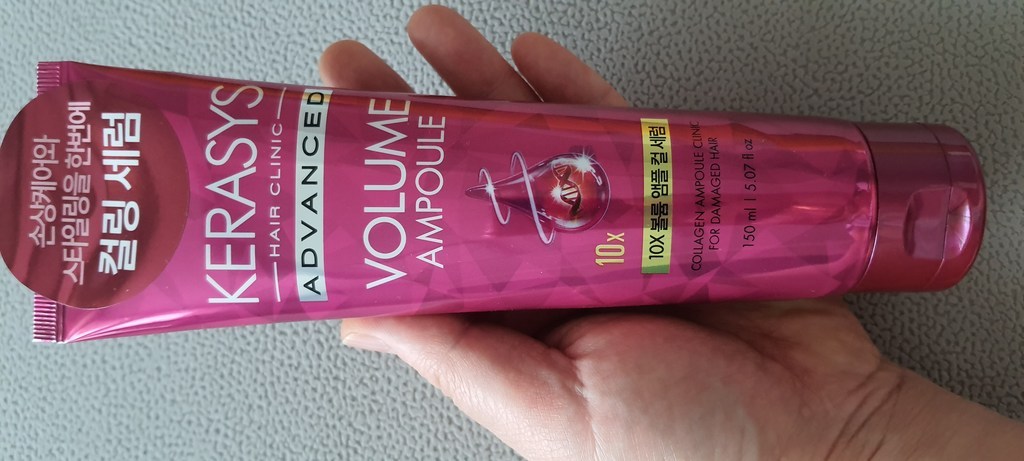 손상케어와
스타일링을 한번에
컬링 세럼
KERASYS
HAIR CLINIC
ADVANCED
VOLUME
AMPOULE
10x
10X 볼륨 앰플 컬 세럼
COLLAGEN AMPOULE CLINIC
FOR DAMAGED HAIR
150 ml | 5.07 fl oz